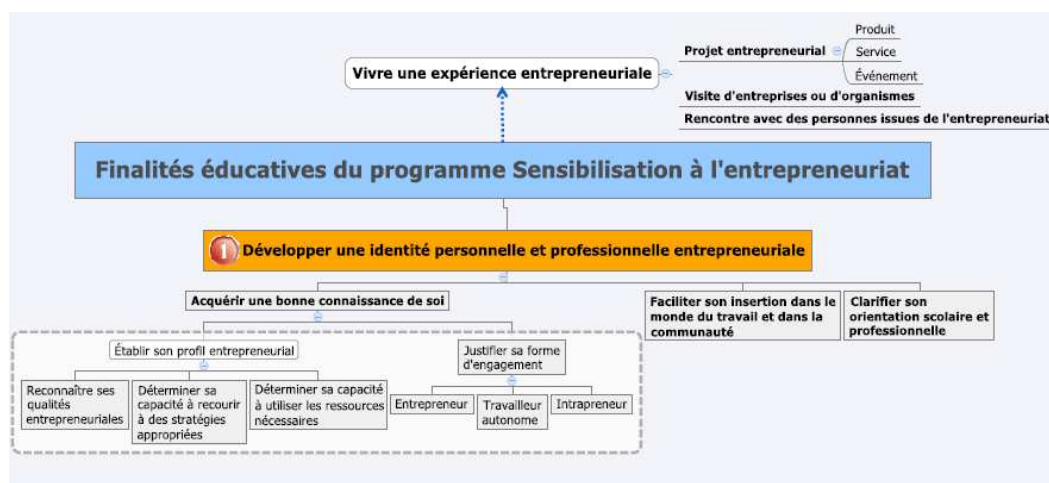 Produit
Projet entrepreneurial
Service
Vivre une expérience entrepreneuriale
Événement
Visite d'entreprises ou d'organismes
Rencontre avec des personnes issues de l'entrepreneuriat
Finalités éducatives du programme Sensibilisation à l'entrepreneuriat
1 Développer une identité personnelle et professionnelle entrepreneuriale
Acquérir une bonne connaissance de soi
Faciliter son insertion dans le
monde du travail et dans la
communauté
Clarifier son
orientation scolaire et
professionnelle
Établir son profil entrepreneurial
Justifier sa forme
d'engagement
Reconnaître ses
qualités
entrepreneuriales
Déterminer sa
capacité à recourir
à des stratégies
appropriées
Déterminer sa capacité
à utiliser les ressources
nécessaires
Entrepreneur
Travailleur
autonome
Intrapreneur